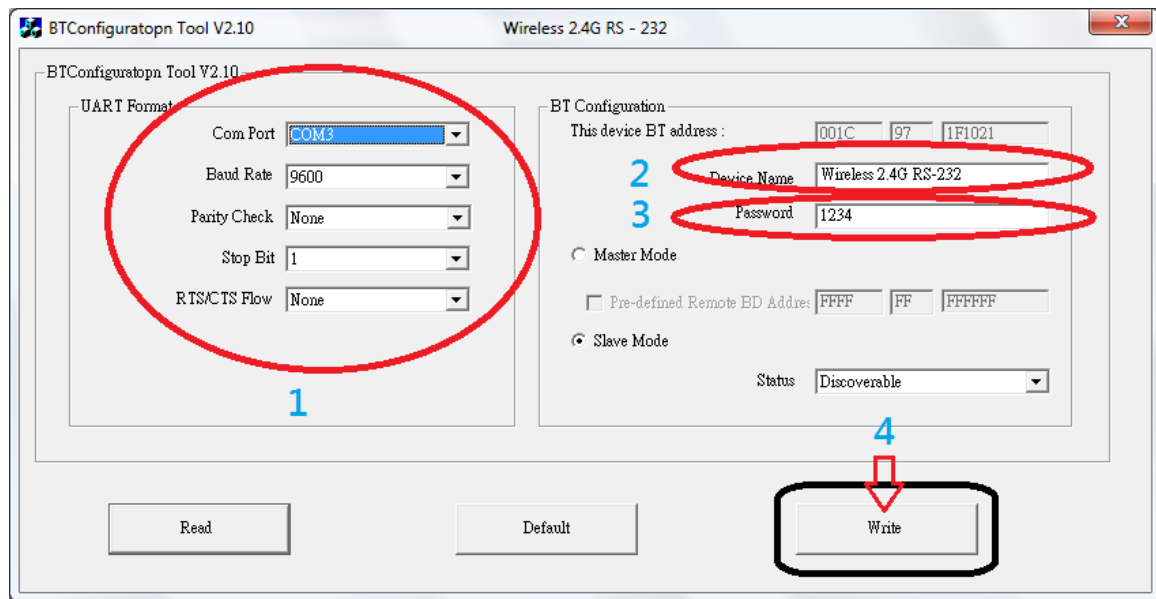 BTConfiguratopn Tool V2.10 Wireless 2.4G RS - 232
BTConfiguratopn Tool V2.10
UART Format
Com Port COM3
Baud Rate 9600
Parity Check None
Stop Bit 1
RTS/CTS Flow None
1
BT Configuration
This device BT address : 001C 97 1F1021
2 Device Name Wireless 2.4G RS-232
3 Password 1234
Master Mode
Pre-defined Remote BD Addres FFFF FF FFFFFF
Slave Mode
Status Discoverable
4
Read Default Write